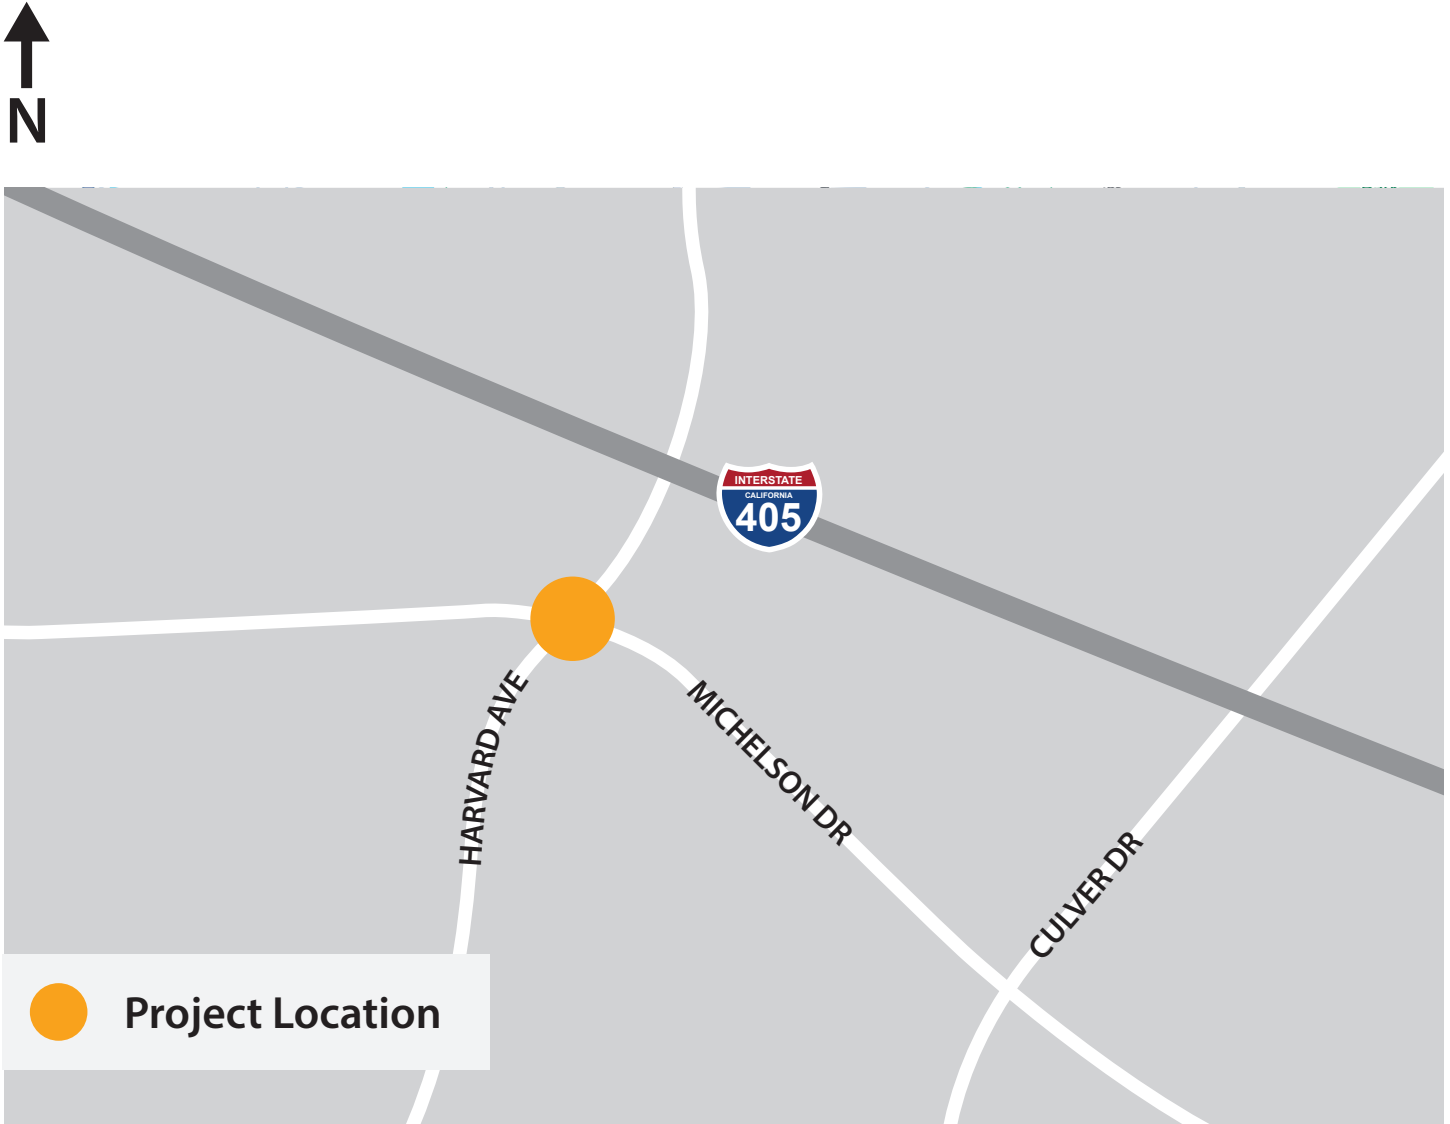 N
INTERSTATE
CALIFORNIA
405
HARVARD AVE
MICHELSON DR
CULVER DR
Project Location